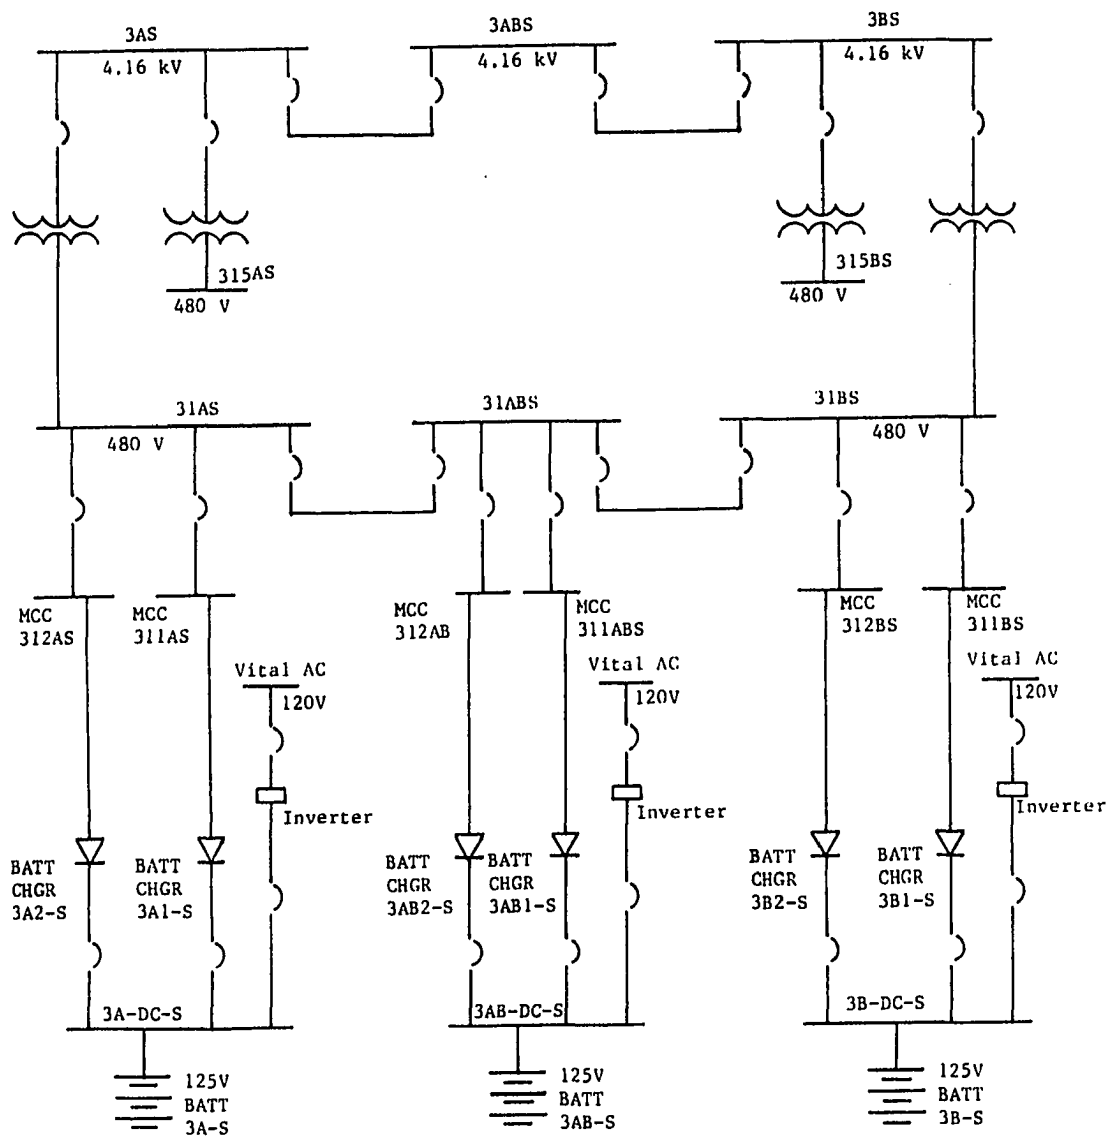 3AS
3ABS
3BS
4.16 kV
4.16 kV
4.16 kV
315AS
480 V
315BS
480 V
31AS
31ABS
31BS
480 V
480 V
MCC
312AS
MCC
311AS
MCC
312AB
MCC
311ABS
MCC
312BS
MCC
311BS
Vital AC
120V
Vital AC
120V
Vital AC
120V
Inverter
Inverter
Inverter
BATT
CHGR
3A2-S
BATT
CHGR
3A1-S
BATT
CHGR
3AB2-S
BATT
CHGR
3AB1-S
BATT
CHGR
3B2-S
BATT
CHGR
3B1-S
3A-DC-S
3AB-DC-S
3B-DC-S
125V
BATT
3A-S
125V
BATT
3AB-S
125V
BATT
3B-S